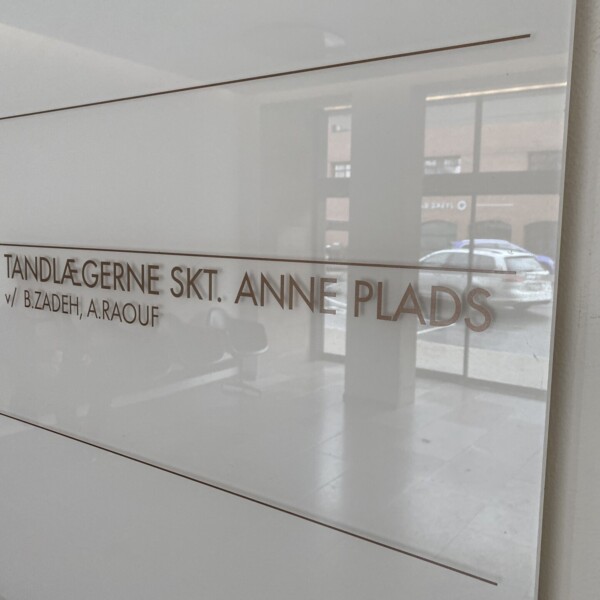 TANDLÆGERNE SKT. ANNE PLADS
v/ B.ZADEH, A.RAOUF